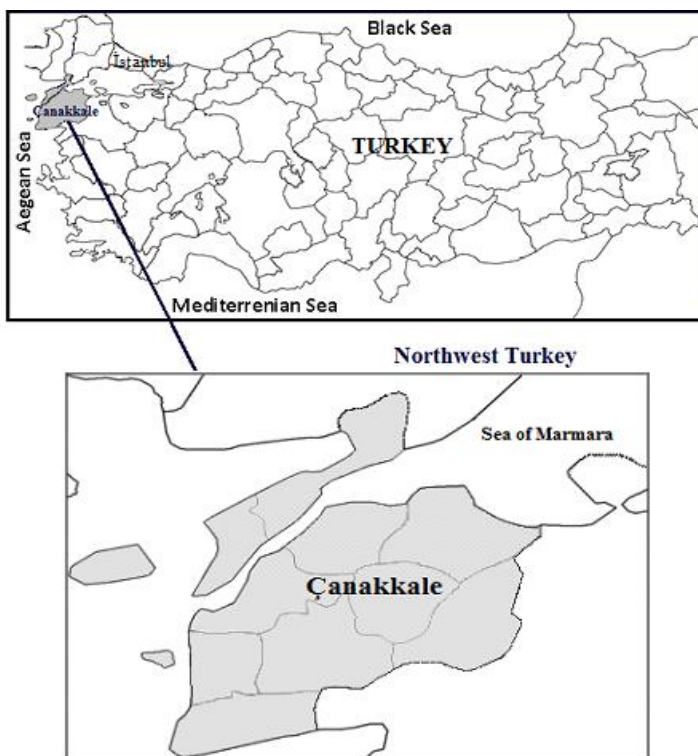 Black Sea
İstanbul
Çanakkale
TURKEY
Aegean Sea
Mediterrenian Sea
Northwest Turkey
Sea of Marmara
Çanakkale